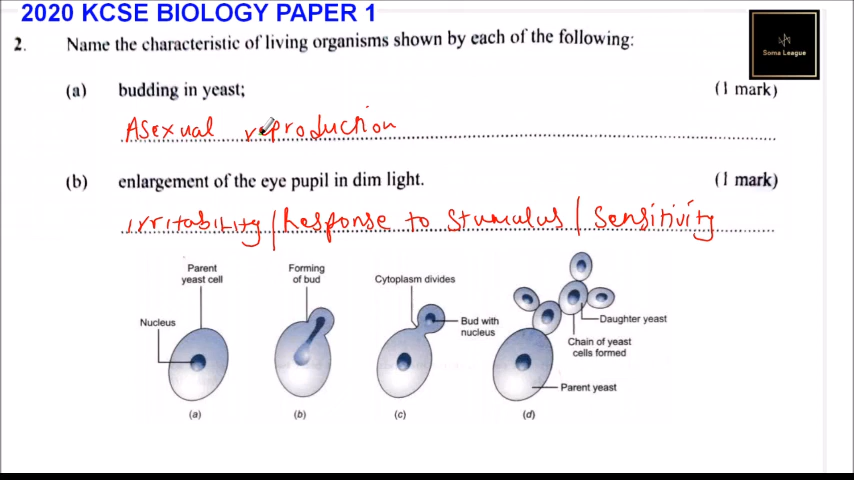 2020 KCSE BIOLOGY PAPER 1
Soma League
2. Name the characteristic of living organisms shown by each of the following:
(a) budding in yeast; (1 mark)
Asexual reproduction
(b) enlargement of the eye pupil in dim light. (1 mark)
Irritability/Response to Stumulus/Sensitivity
Parent yeast cell
Forming of bud
Cytoplasm divides
Nucleus
Bud with nucleus
Daughter yeast
Chain of yeast cells formed
Parent yeast
(a) (b) (c) (d)